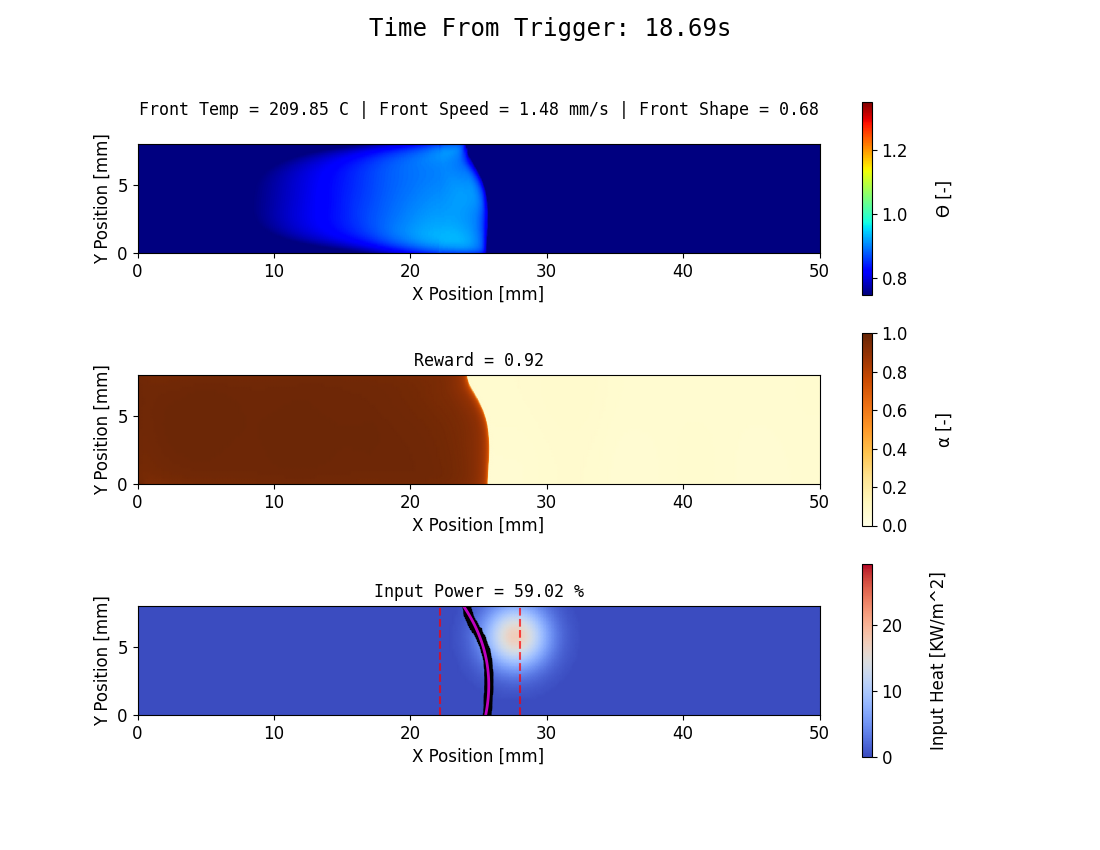 Time From Trigger: 18.69s
Front Temp = 209.85 C | Front Speed = 1.48 mm/s | Front Shape = 0.68
Y Position [mm]
5
0
0 10 20 30 40 50
X Position [mm]
1.2
1.0
0.8
Θ [-]
Reward = 0.92
Y Position [mm]
5
0
0 10 20 30 40 50
X Position [mm]
1.0
0.8
0.6
0.4
0.2
0.0
α [-]
Input Power = 59.02 %
Y Position [mm]
5
0
0 10 20 30 40 50
X Position [mm]
20
10
0
Input Heat [KW/m^2]